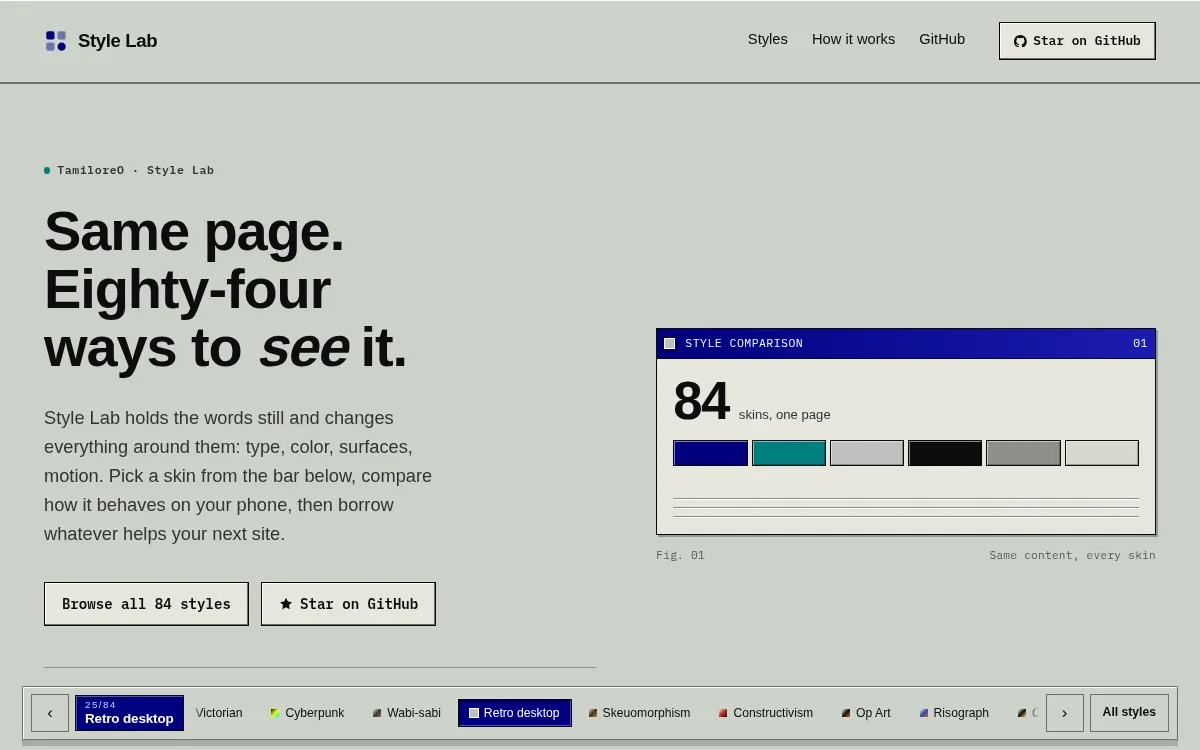 Style Lab
Styles
How it works
GitHub
Star on GitHub
TamiloreO · Style Lab
Same page.
Eighty-four
ways to see it.
Style Lab holds the words still and changes
everything around them: type, color, surfaces,
motion. Pick a skin from the bar below, compare
how it behaves on your phone, then borrow
whatever helps your next site.
Browse all 84 styles
Star on GitHub
STYLE COMPARISON
01
84 skins, one page
Fig. 01
Same content, every skin
‹
25/84
Retro desktop
Victorian
Cyberpunk
Wabi-sabi
Retro desktop
Skeuomorphism
Constructivism
Op Art
Risograph
›
All styles